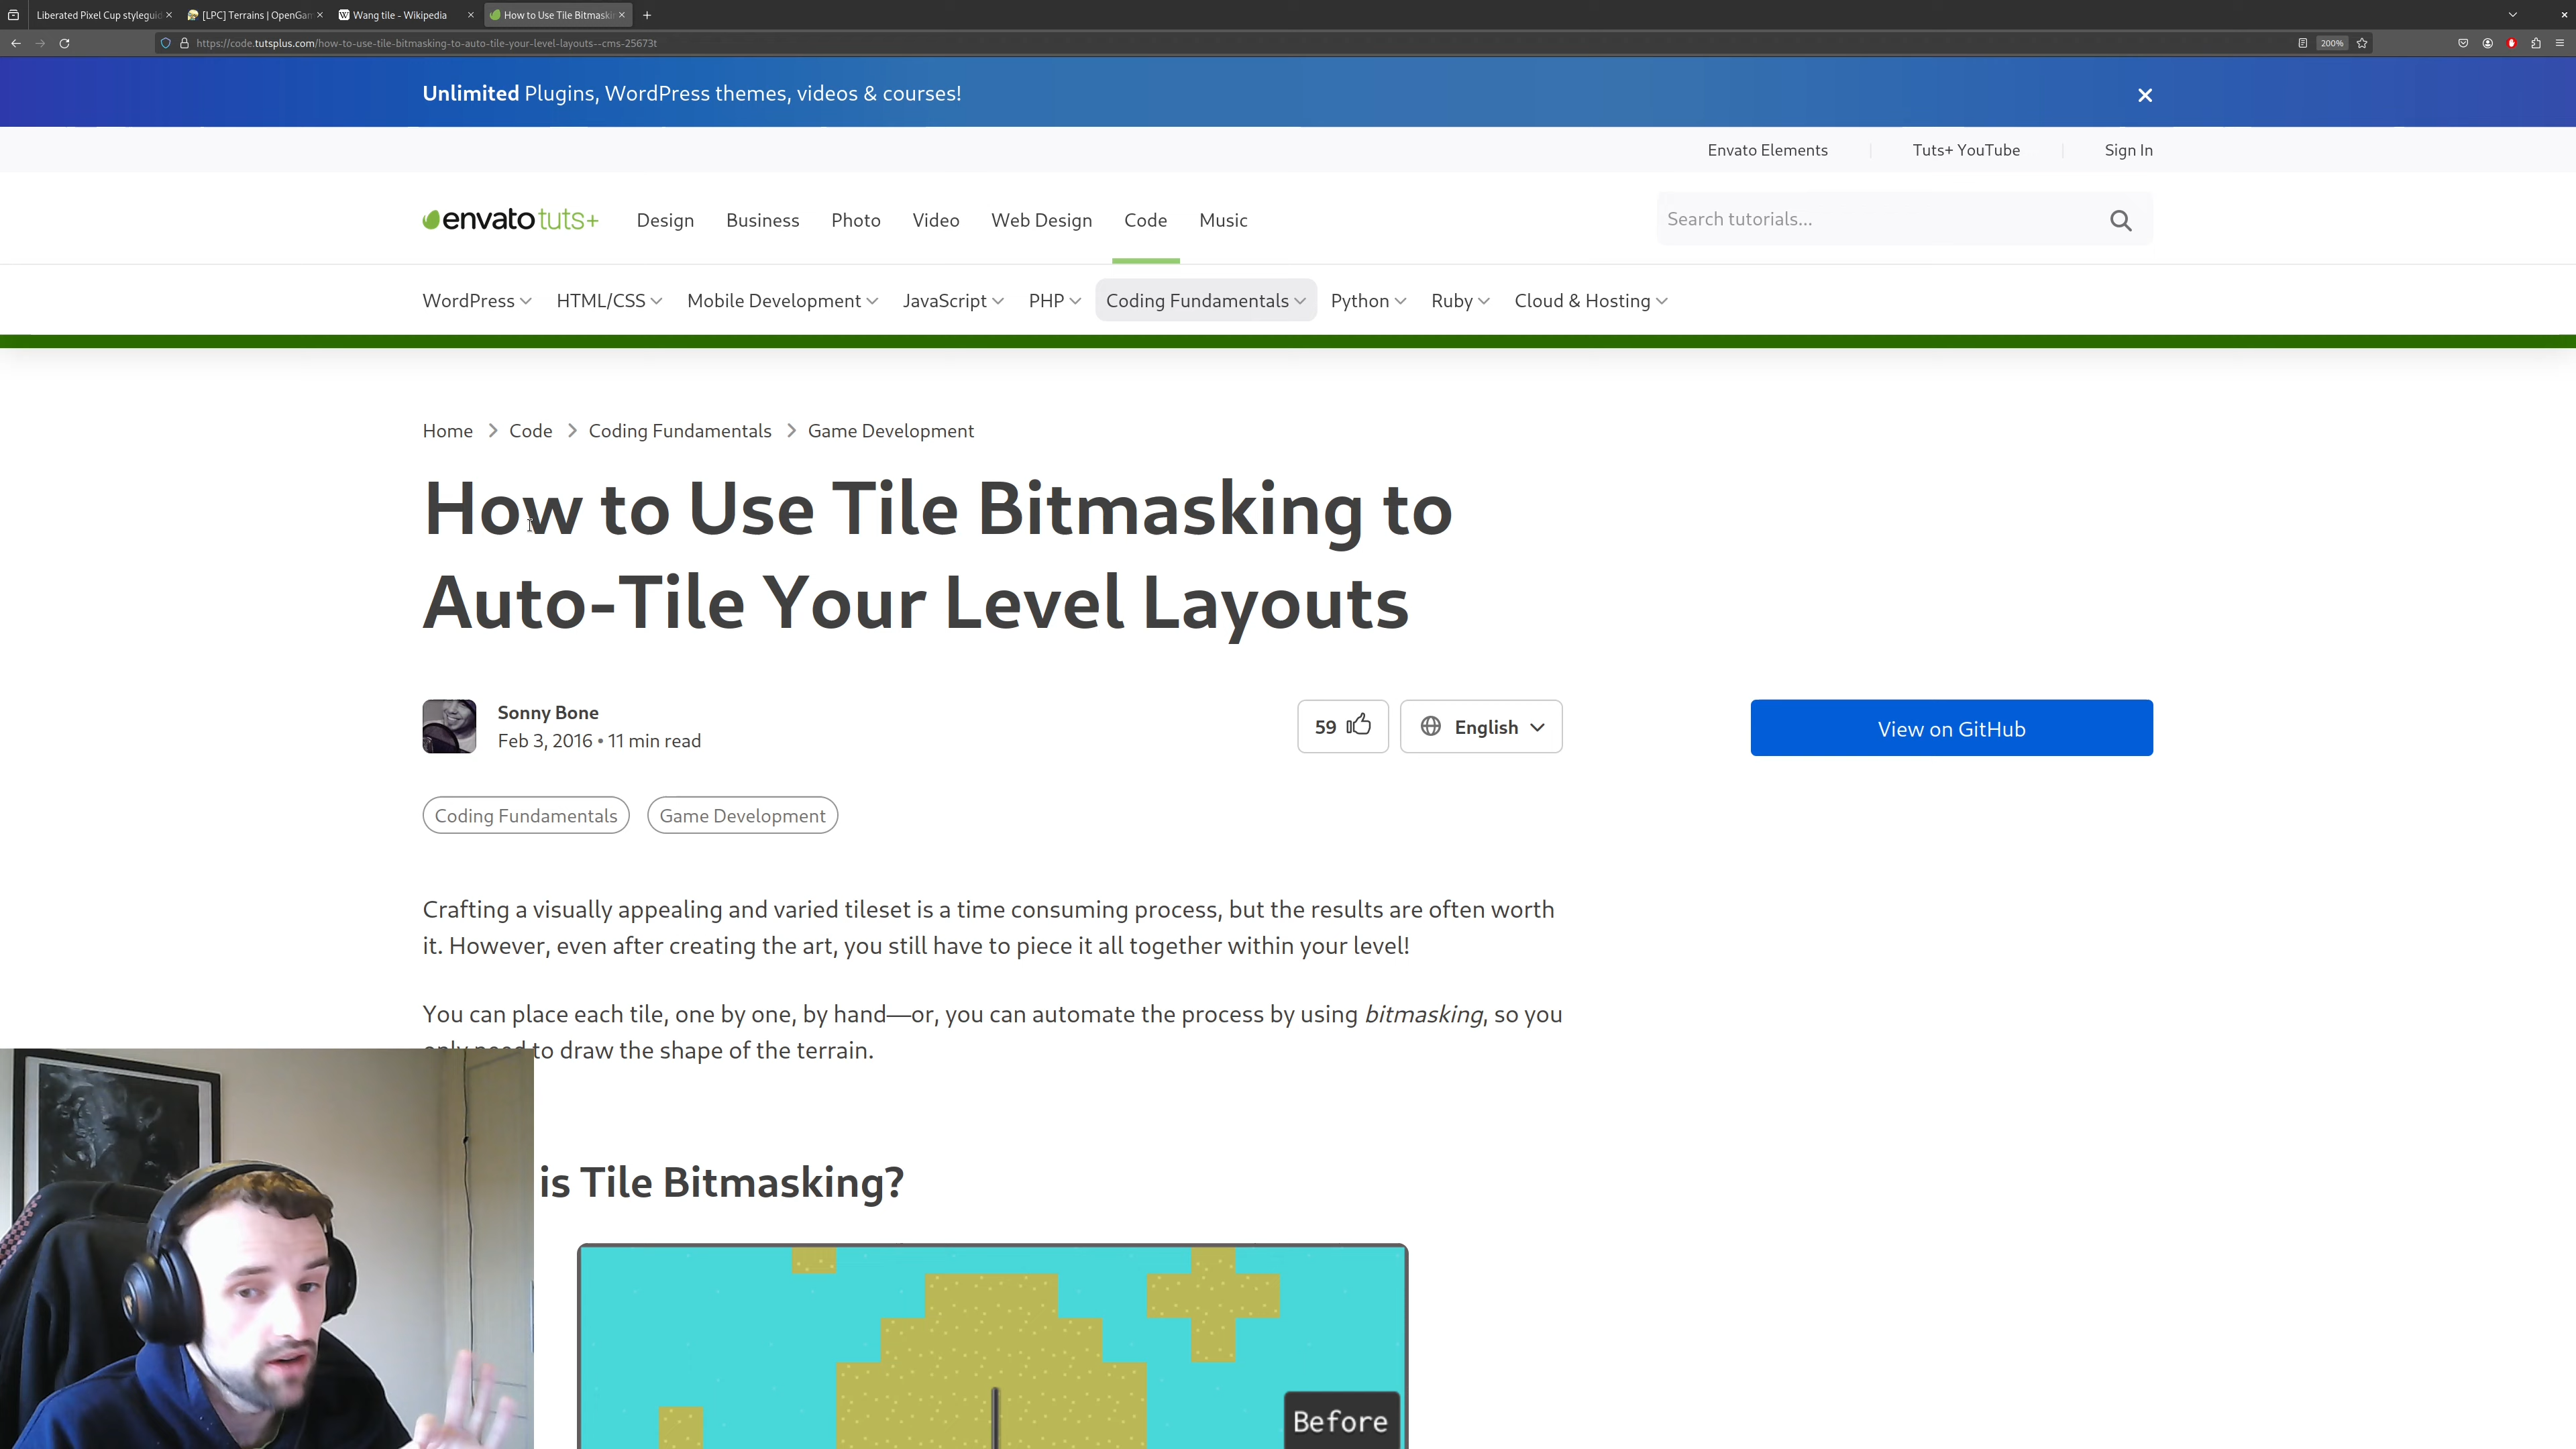 Liberated Pixel Cup styleguid
[LPC] Terrains | OpenGam
Wang tile - Wikipedia
How to Use Tile Bitmaskin
https://code.tutsplus.com/how-to-use-tile-bitmasking-to-auto-tile-your-level-layouts--cms-25673t
200%
Unlimited Plugins, WordPress themes, videos & courses!
Envato Elements
Tuts+ YouTube
Sign In
envato tuts+
Design
Business
Photo
Video
Web Design
Code
Music
Search tutorials...
WordPress
HTML/CSS
Mobile Development
JavaScript
PHP
Coding Fundamentals
Python
Ruby
Cloud & Hosting
Home
Code
Coding Fundamentals
Game Development
How to Use Tile Bitmasking to
Auto-Tile Your Level Layouts
Sonny Bone
Feb 3, 2016 • 11 min read
59
English
View on GitHub
Coding Fundamentals
Game Development
Crafting a visually appealing and varied tileset is a time consuming process, but the results are often worth
it. However, even after creating the art, you still have to piece it all together within your level!
You can place each tile, one by one, by hand—or, you can automate the process by using bitmasking, so you
only need to draw the shape of the terrain.
is Tile Bitmasking?
Before